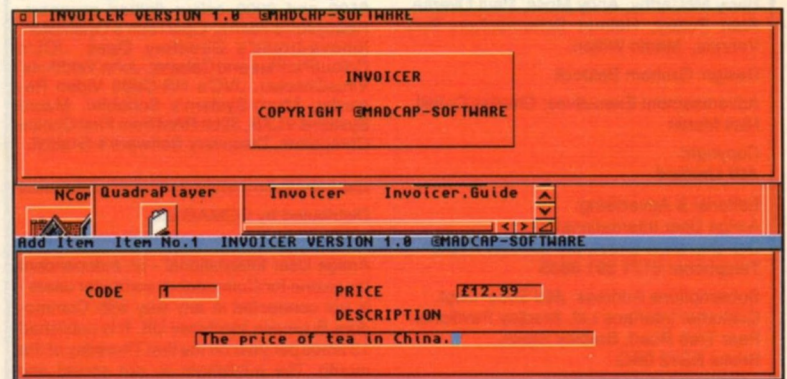 INVOICER VERSION 1.0 ©MADCAP-SOFTWARE
INVOICER
COPYRIGHT ©MADCAP-SOFTWARE
NCor QuadraPlayer Invoicer Invoicer.Guide
Add Item Item No.1 INVOICER VERSION 1.0 ©MADCAP-SOFTWARE
CODE 1 PRICE £12.99
DESCRIPTION
The price of tea in China.